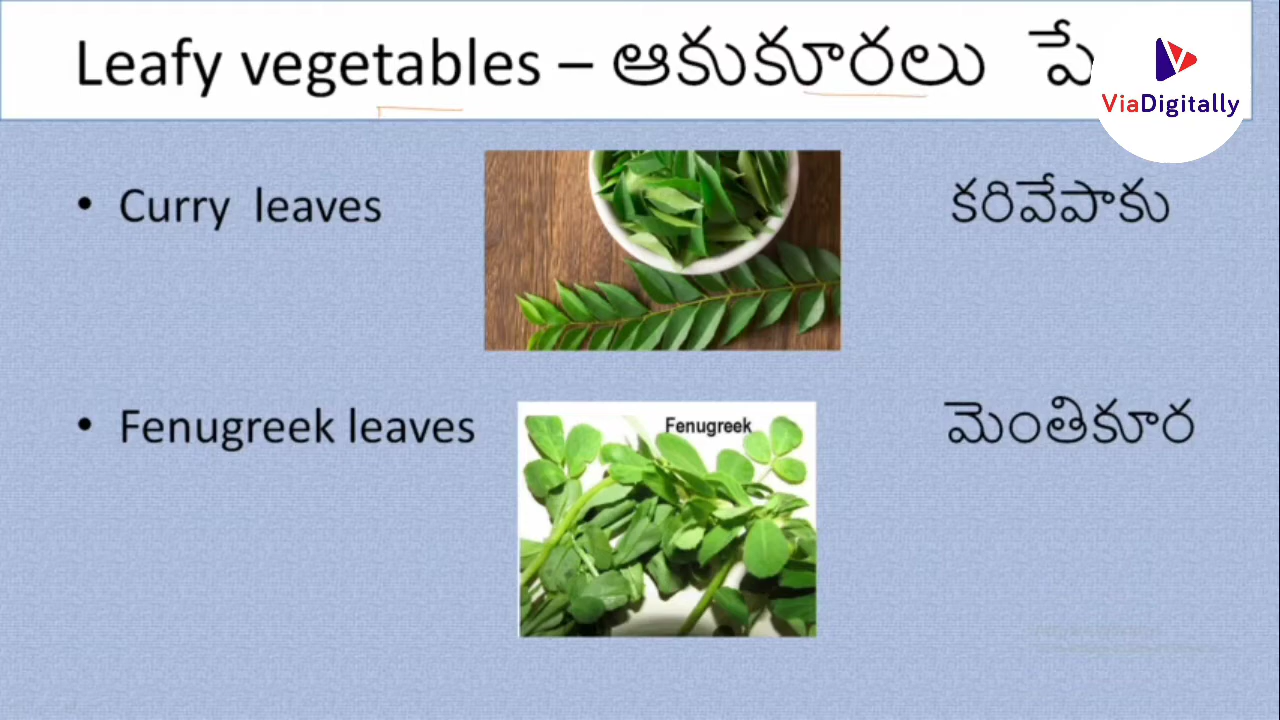 Leafy vegetables – ఆకుకూరలు పే
ViaDigitally
Curry leaves
కరివేపాకు
Fenugreek leaves
Fenugreek
మెంతికూర